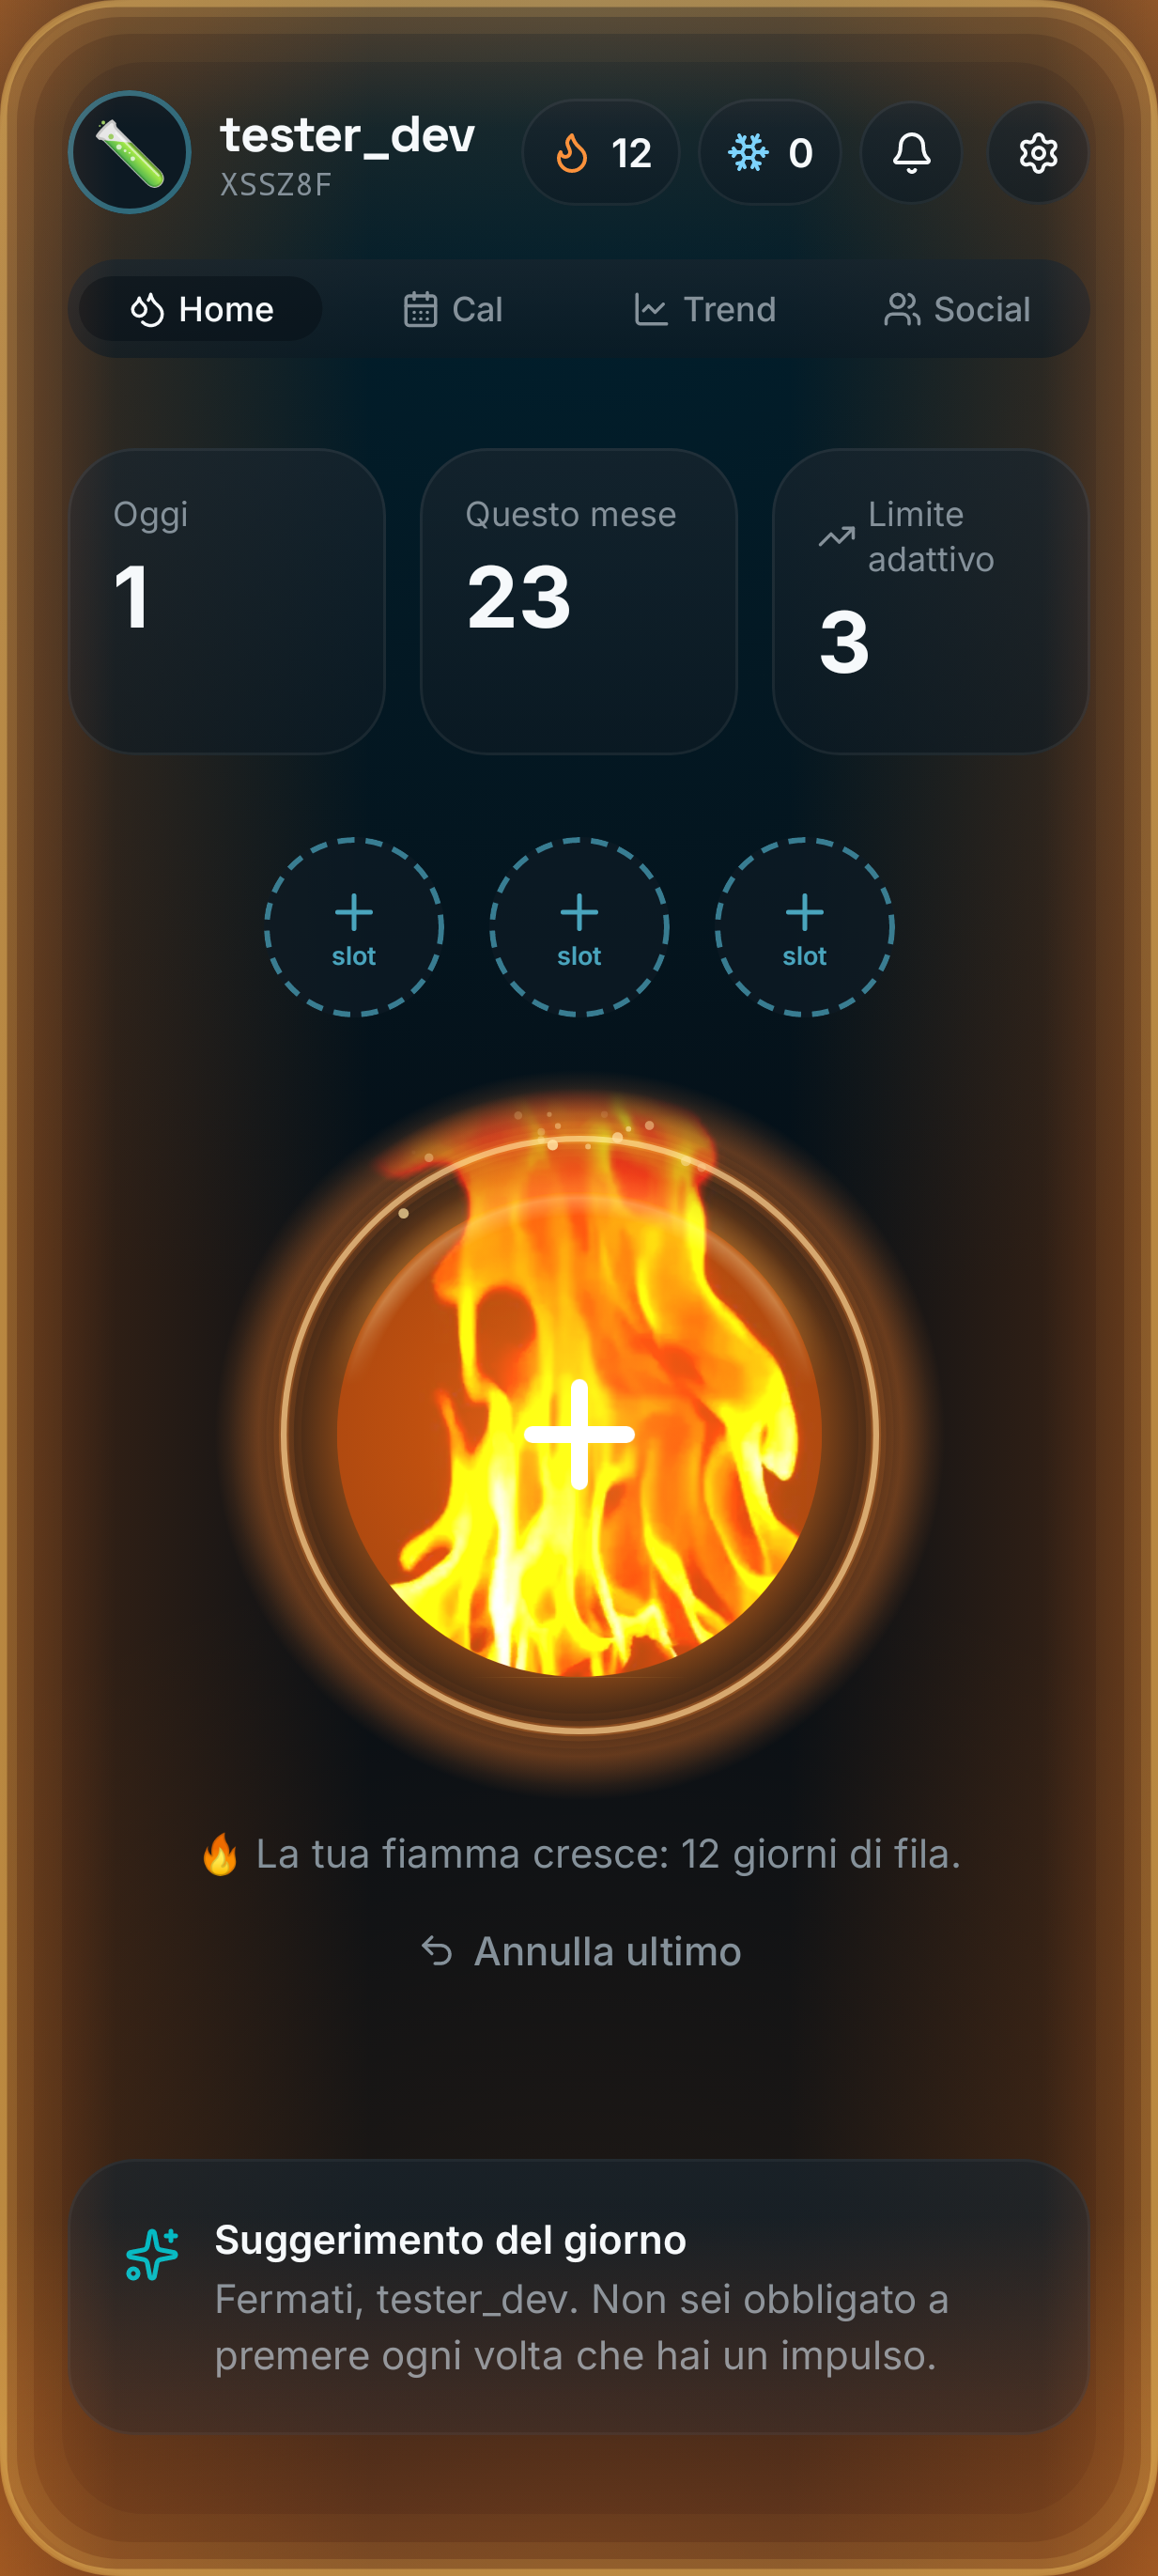 tester_dev
XSSZ8F
12
0
Home
Cal
Trend
Social
Oggi
1
Questo mese
23
Limite
adattivo
3
slot
slot
slot
La tua fiamma cresce: 12 giorni di fila.
Annulla ultimo
Suggerimento del giorno
Fermati, tester_dev. Non sei obbligato a
premere ogni volta che hai un impulso.